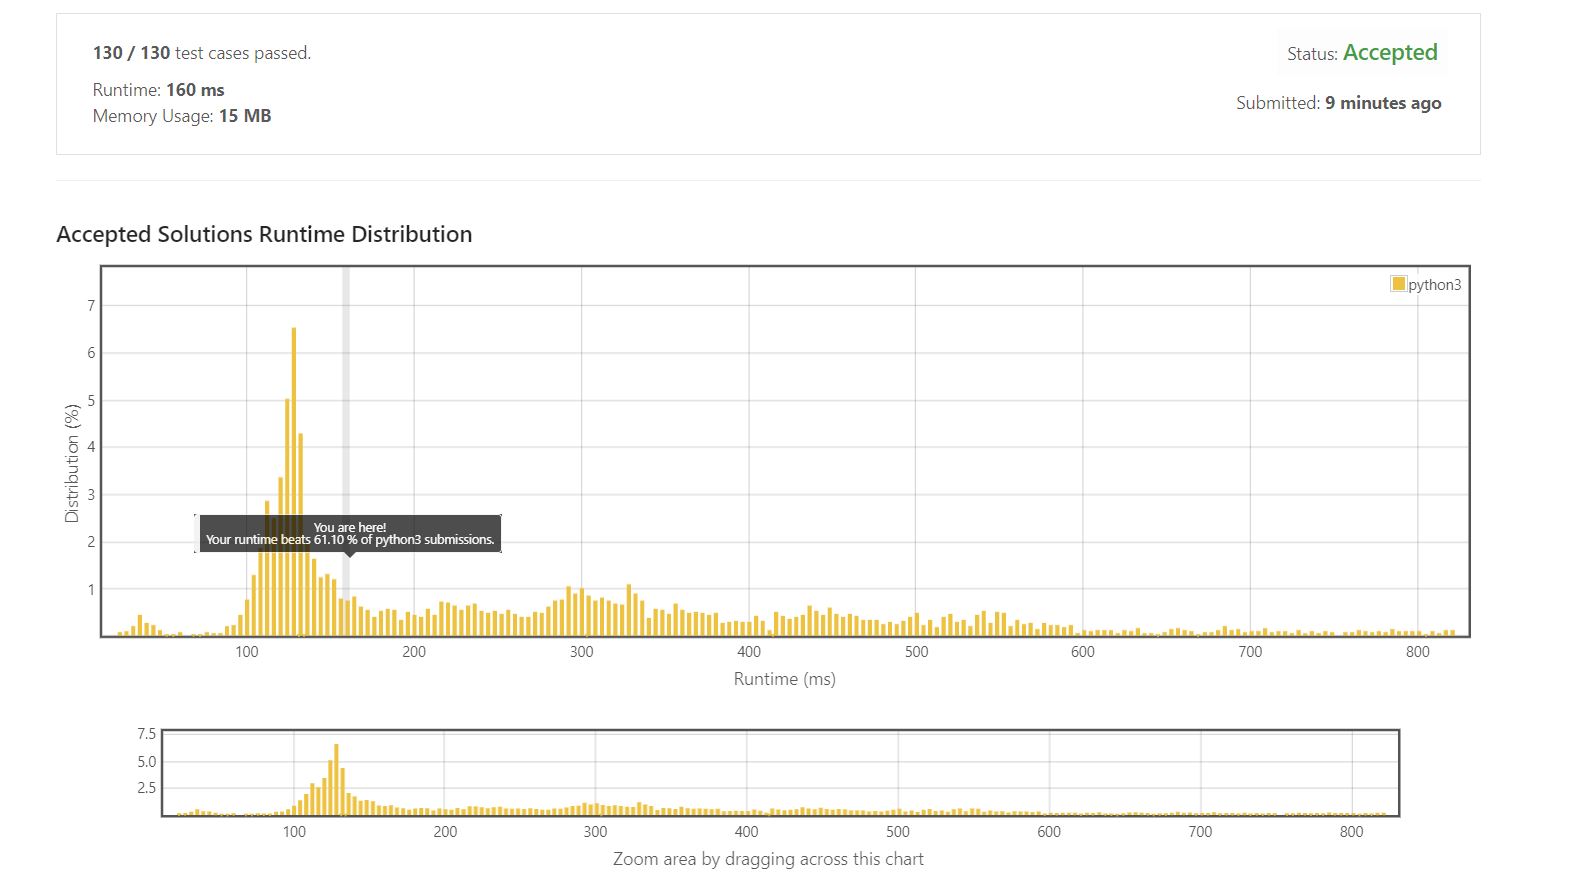 130 / 130 test cases passed.
Status: Accepted
Runtime: 160 ms
Memory Usage: 15 MB
Submitted: 9 minutes ago
Accepted Solutions Runtime Distribution
python3
Distribution (%)
7
6
5
4
3
2
1
You are here!
Your runtime beats 61.10 % of python3 submissions.
100 200 300 400 500 600 700 800
Runtime (ms)
7.5
5.0
2.5
100 200 300 400 500 600 700 800
Zoom area by dragging across this chart